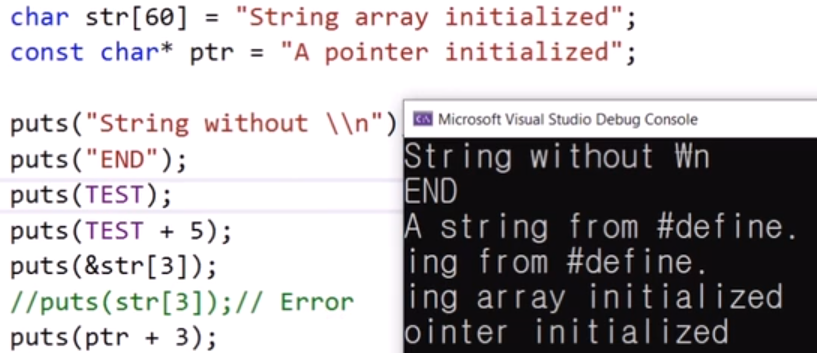 char str[60] = "String array initialized";
const char* ptr = "A pointer initialized";
puts("String without \\n")
puts("END");
puts(TEST);
puts(TEST + 5);
puts(&str[3]);
//puts(str[3]);// Error
puts(ptr + 3);
Microsoft Visual Studio Debug Console
String without ₩n
END
A string from #define.
ing from #define.
ing array initialized
ointer initialized